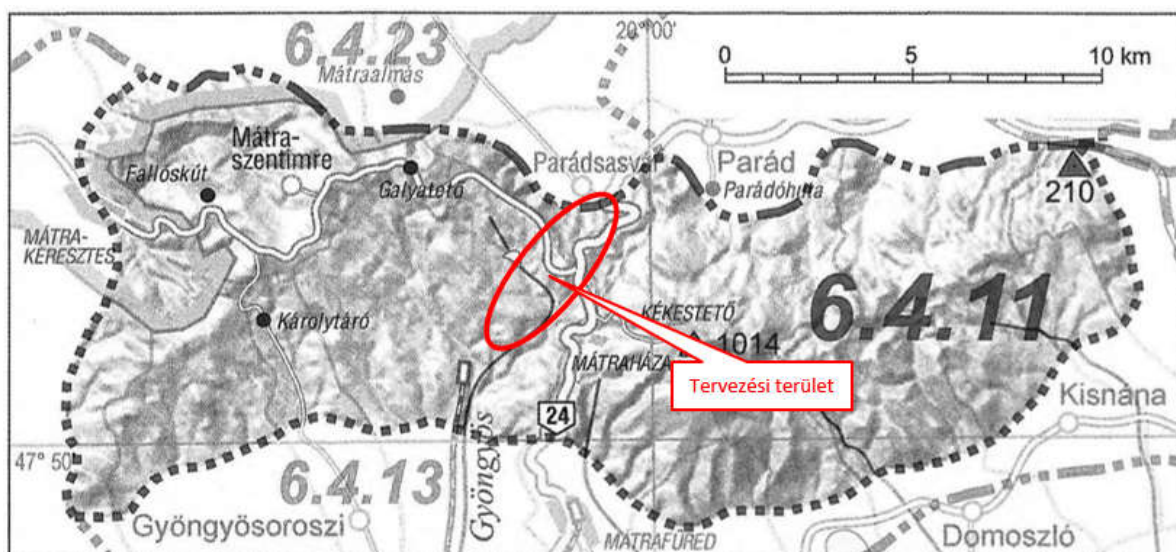 20°00'
6.4.23
Mátraalmás
0 5 10 km
Mátra-
szentimre
Fallóskút
Galyatető
Parádsasvár
Parád
Parádóhuta
210
MÁTRA-
KERESZTES
Károlytáró
6.4.11
KÉKESTETŐ
1014
MÁTRAHÁZA
Tervezési terület
Kisnána
24
47° 50'
6.4.13
Gyöngyös
Gyöngyösoroszi
MÁTRAFÜRED
Domoszló